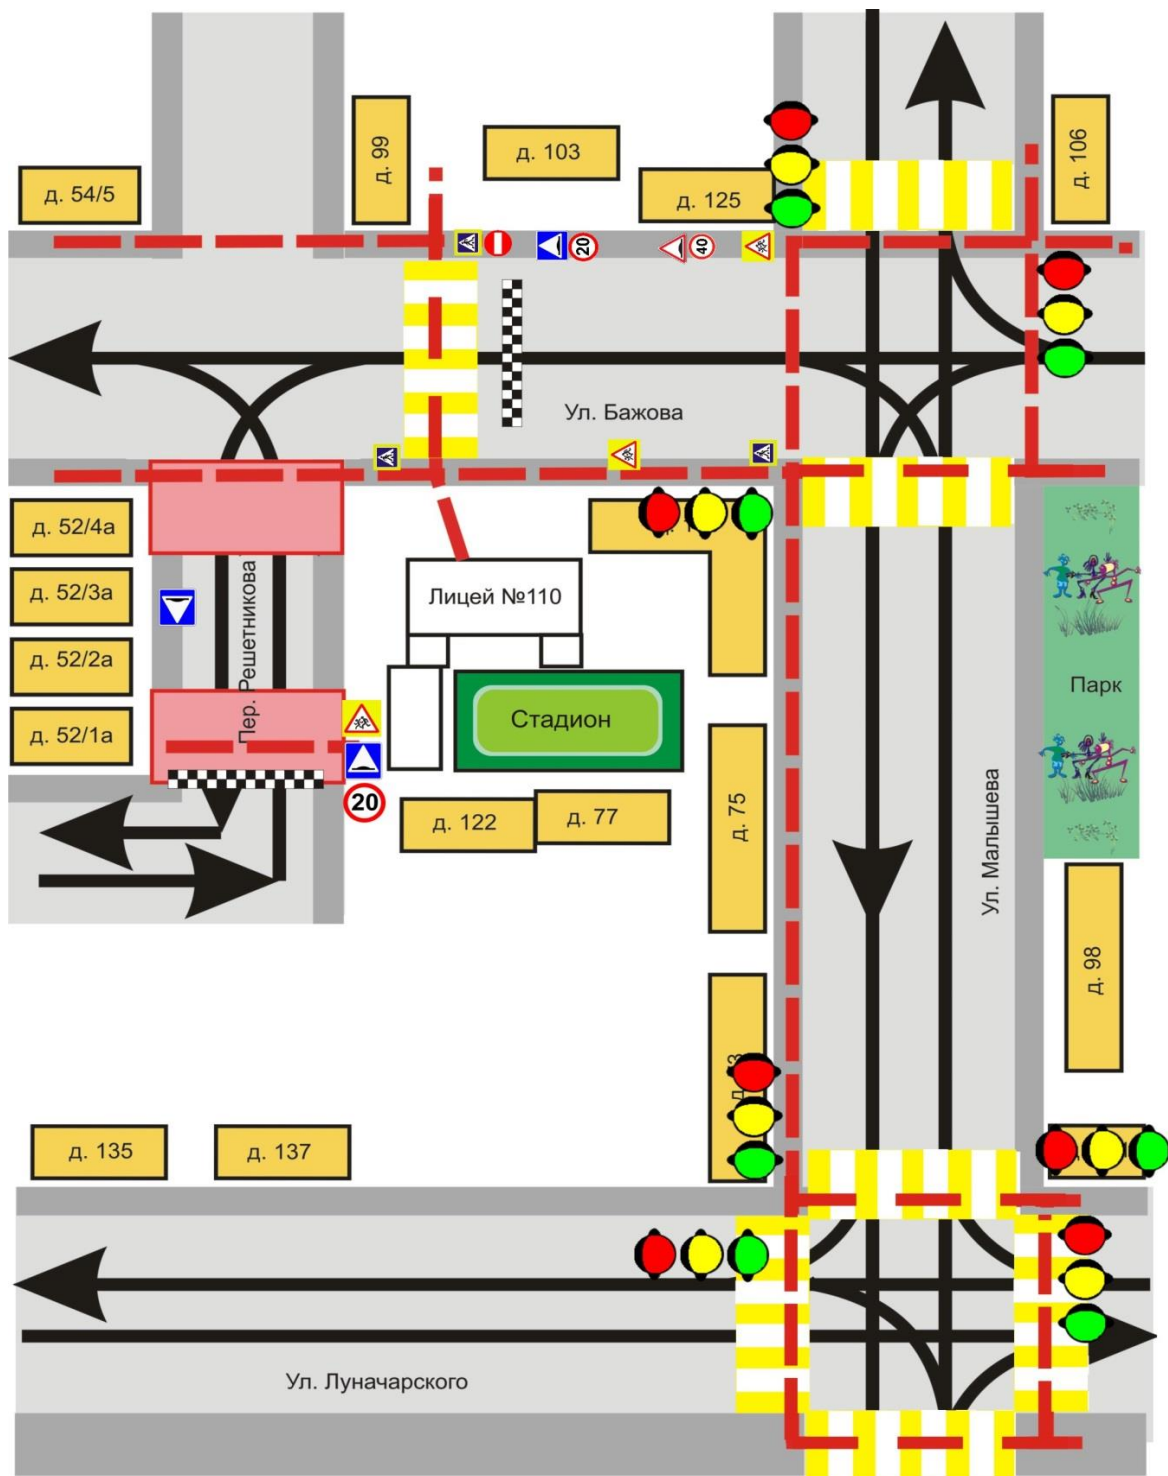 д. 99
д. 103
д. 106
д. 54/5
д. 125
20
40
Ул. Бажова
д. 52/4а
д. 52/3а
д. 52/2а
д. 52/1а
Пер. Решетникова
Лицей №110
Стадион
Парк
20
д. 122
д. 77
д. 75
Ул. Малышева
д. 98
д. 135
д. 137
Ул. Луначарского